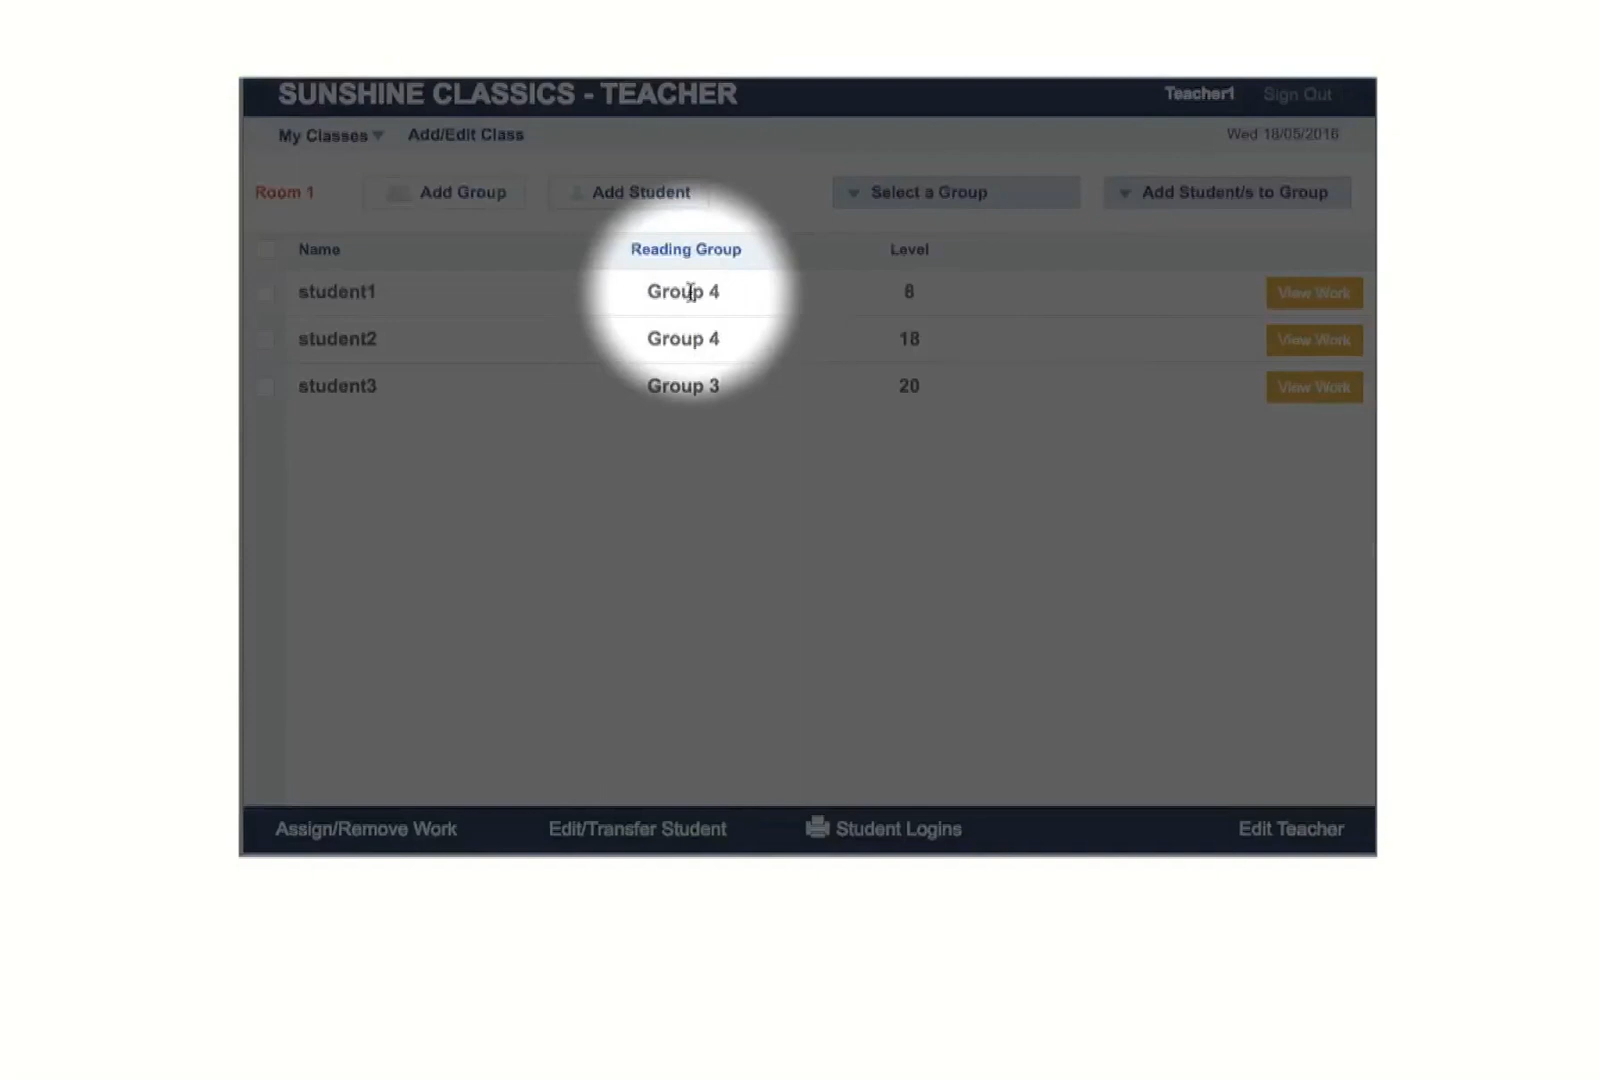 SUNSHINE CLASSICS - TEACHER Teacher1 Sign Out
My Classes Add/Edit Class Wed 18/05/2016
Room 1 Add Group Add Student Select a Group Add Student/s to Group
Name Reading Group Level
student1 Group 4 8 View Work
student2 Group 4 18 View Work
student3 Group 3 20 View Work
Assign/Remove Work Edit/Transfer Student Student Logins Edit Teacher